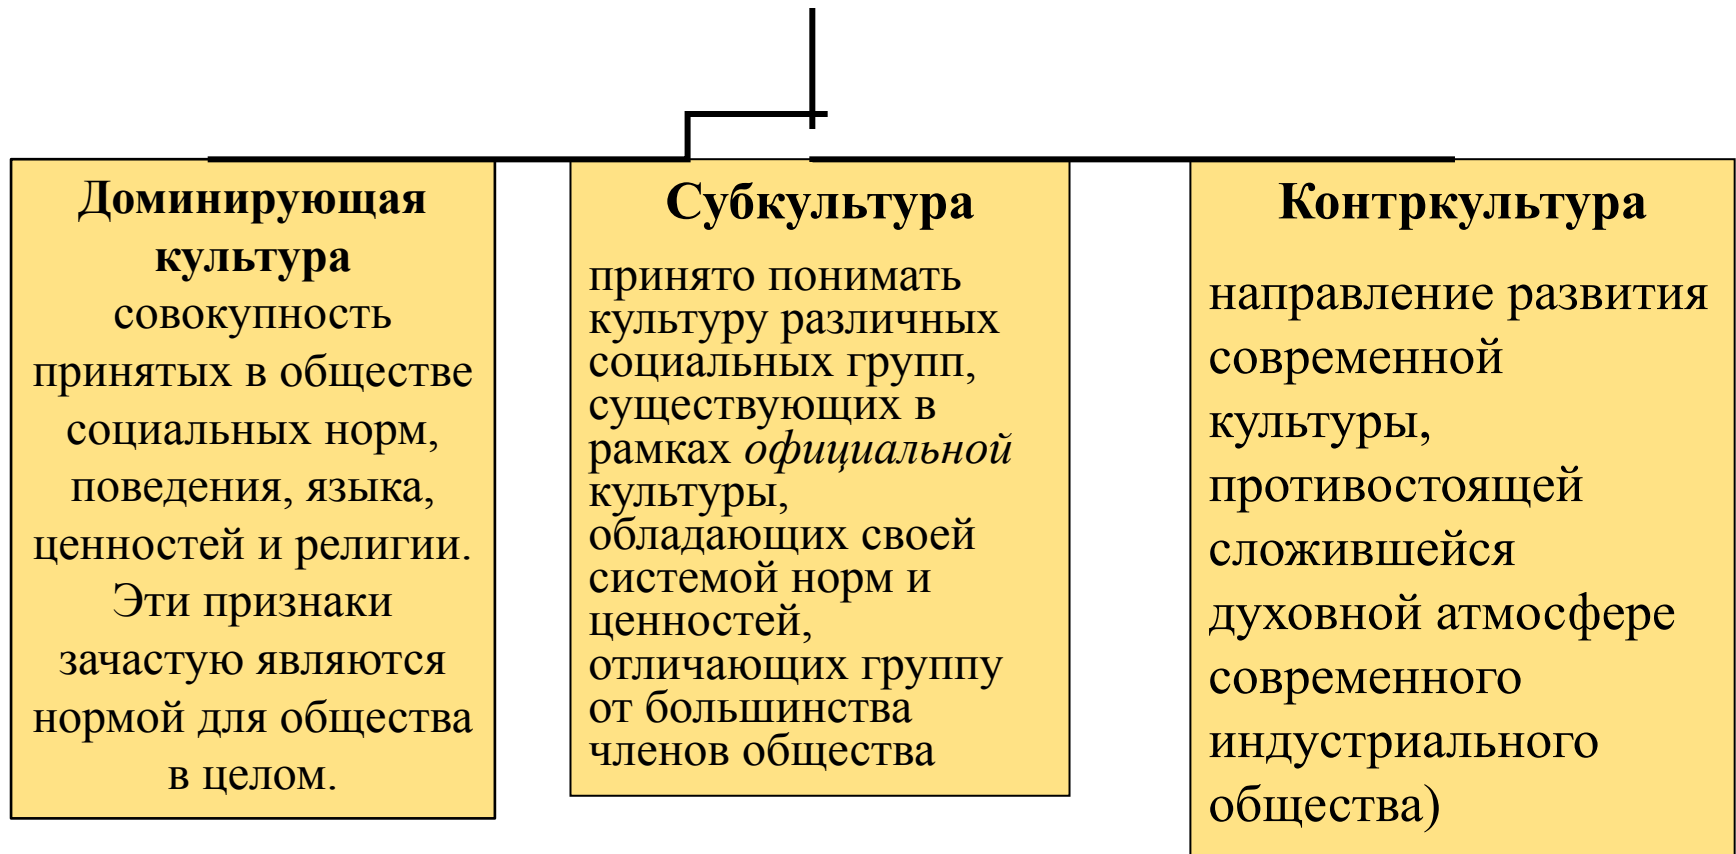 Доминирующая
культура
совокупность
принятых в обществе
социальных норм,
поведения, языка,
ценностей и религии.
Эти признаки
зачастую являются
нормой для общества
в целом.
Субкультура
принято понимать
культуру различных
социальных групп,
существующих в
рамках официальной
культуры,
обладающих своей
системой норм и
ценностей,
отличающих группу
от большинства
членов общества
Контркультура
направление развития
современной
культуры,
противостоящей
сложившейся
духовной атмосфере
современного
индустриального
общества)